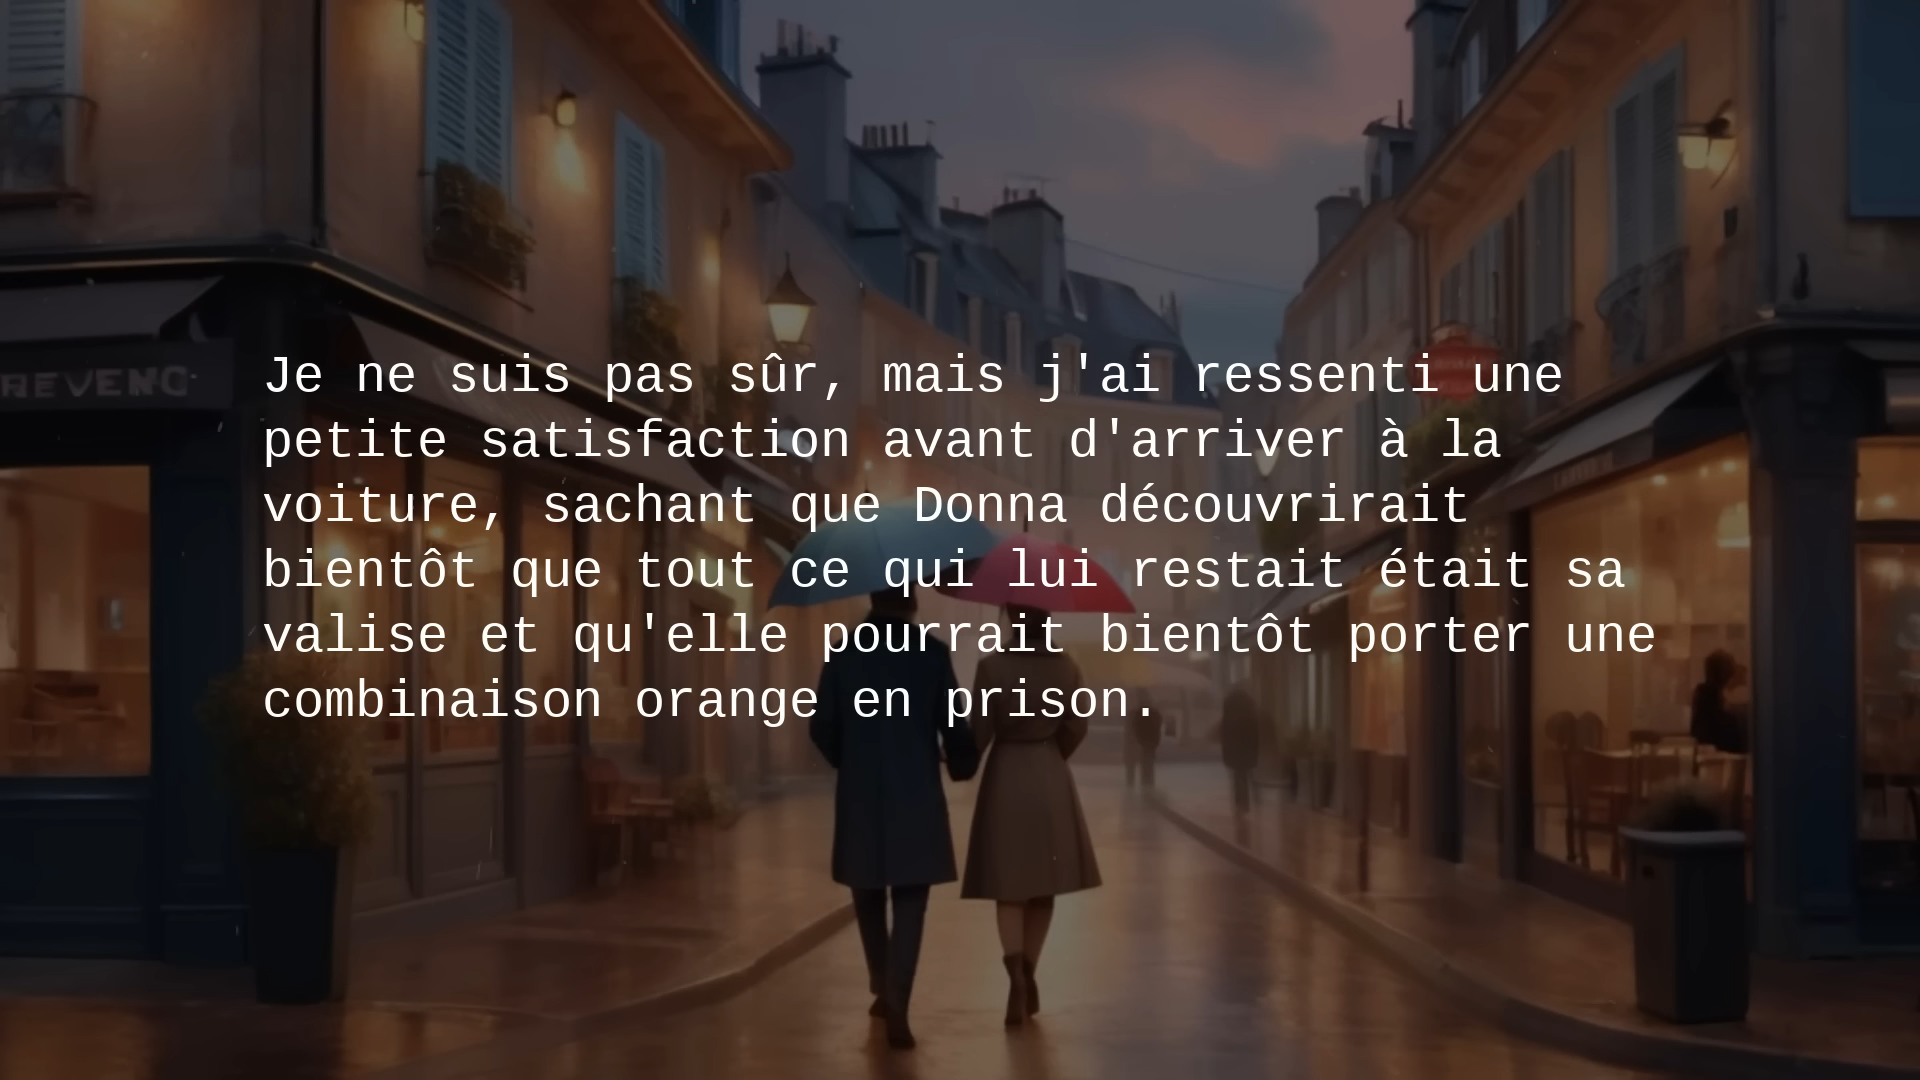 REVENC
Je ne suis pas sûr, mais j'ai ressenti une
petite satisfaction avant d'arriver à la
voiture, sachant que Donna découvrirait
bientôt que tout ce qui lui restait était sa
valise et qu'elle pourrait bientôt porter une
combinaison orange en prison.